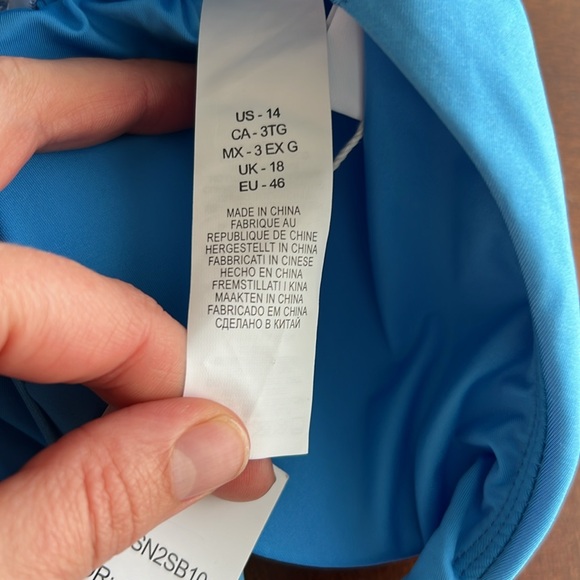 US - 14
CA - 3TG
MX - 3 EX G
UK - 18
EU - 46
MADE IN CHINA
FABRIQUE AU
REPUBLIQUE DE CHINE
HERGESTELLT IN CHINA
FABBRICATI IN CINESE
HECHO EN CHINA
FREMSTILLAT I KINA
MAAKTEN IN CHINA
FABRICADO EM CHINA
СДЕЛАНО В КИТАЙ